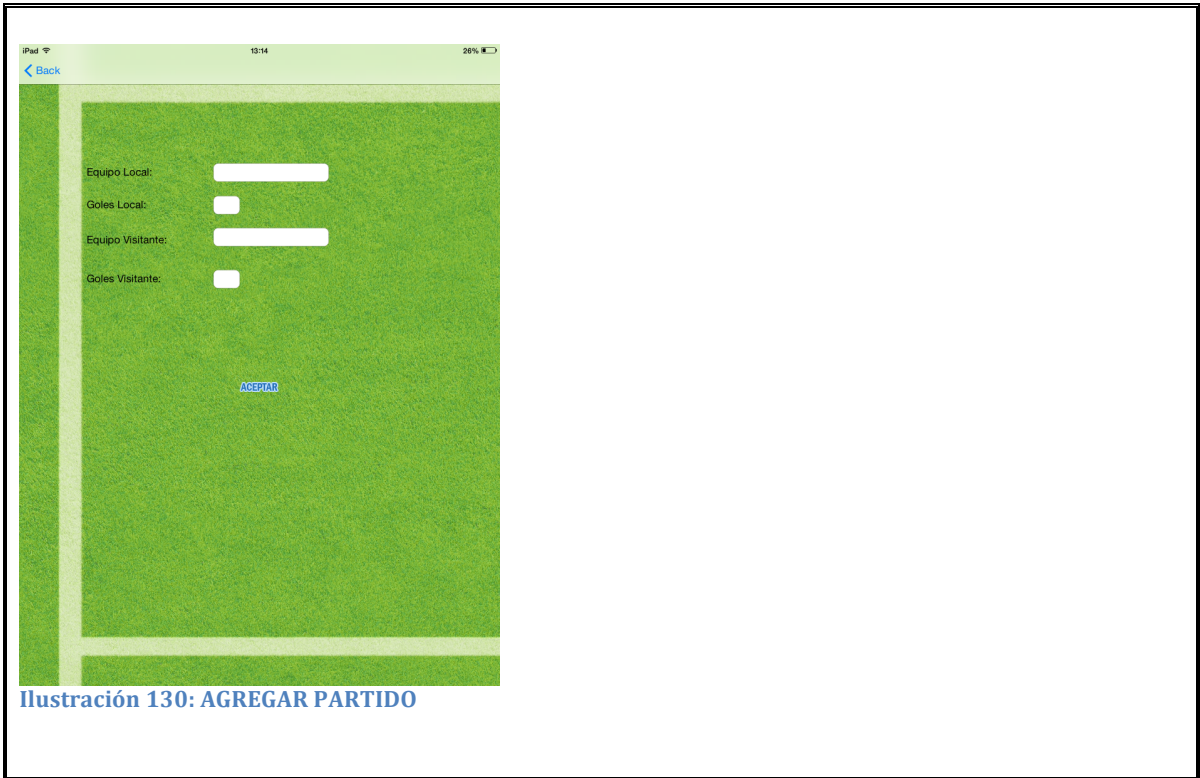 iPad 13:14 26%
Back
Equipo Local:
Goles Local:
Equipo Visitante:
Goles Visitante:
ACEPTAR
Ilustración 130: AGREGAR PARTIDO